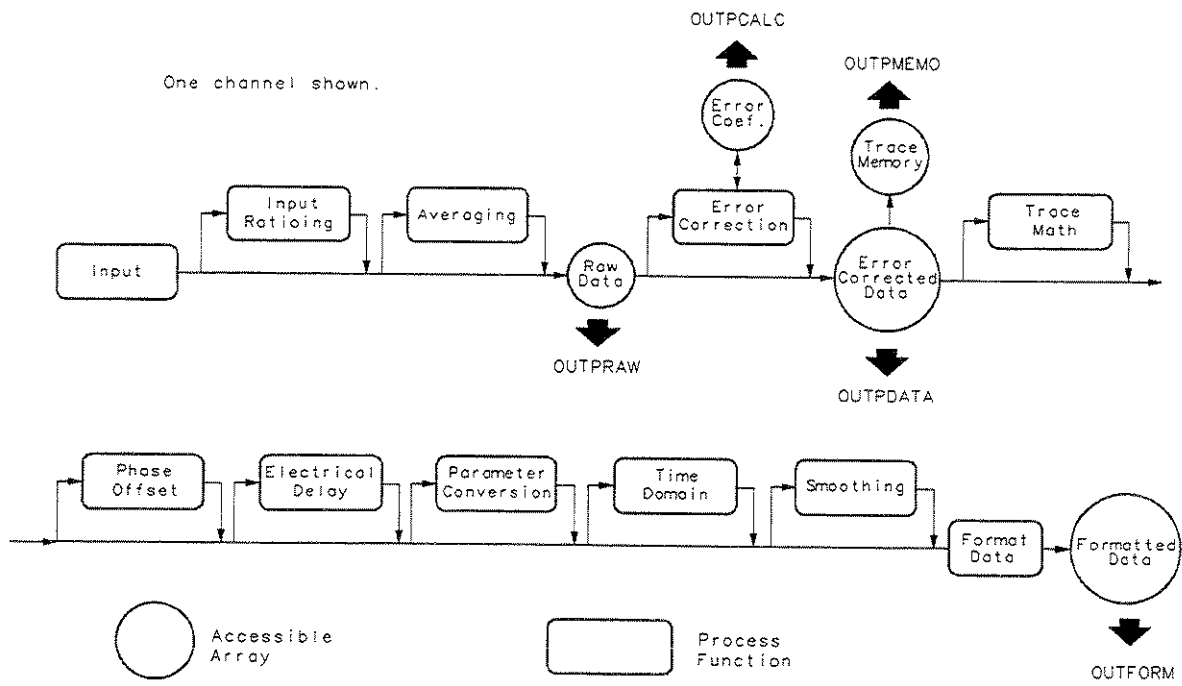 OUTPCALC
One channel shown.
OUTPMEMO
Error
Coef.
Trace
Memory
Input
Ratioing
Averaging
Error
Correction
Trace
Math
Input
Raw
Data
Error
Corrected
Data
OUTPRAW
OUTPDATA
Phase
Offset
Electrical
Delay
Parameter
Conversion
Time
Domain
Smoothing
Format
Data
Formatted
Data
Accessible
Array
Process
Function
OUTFORM